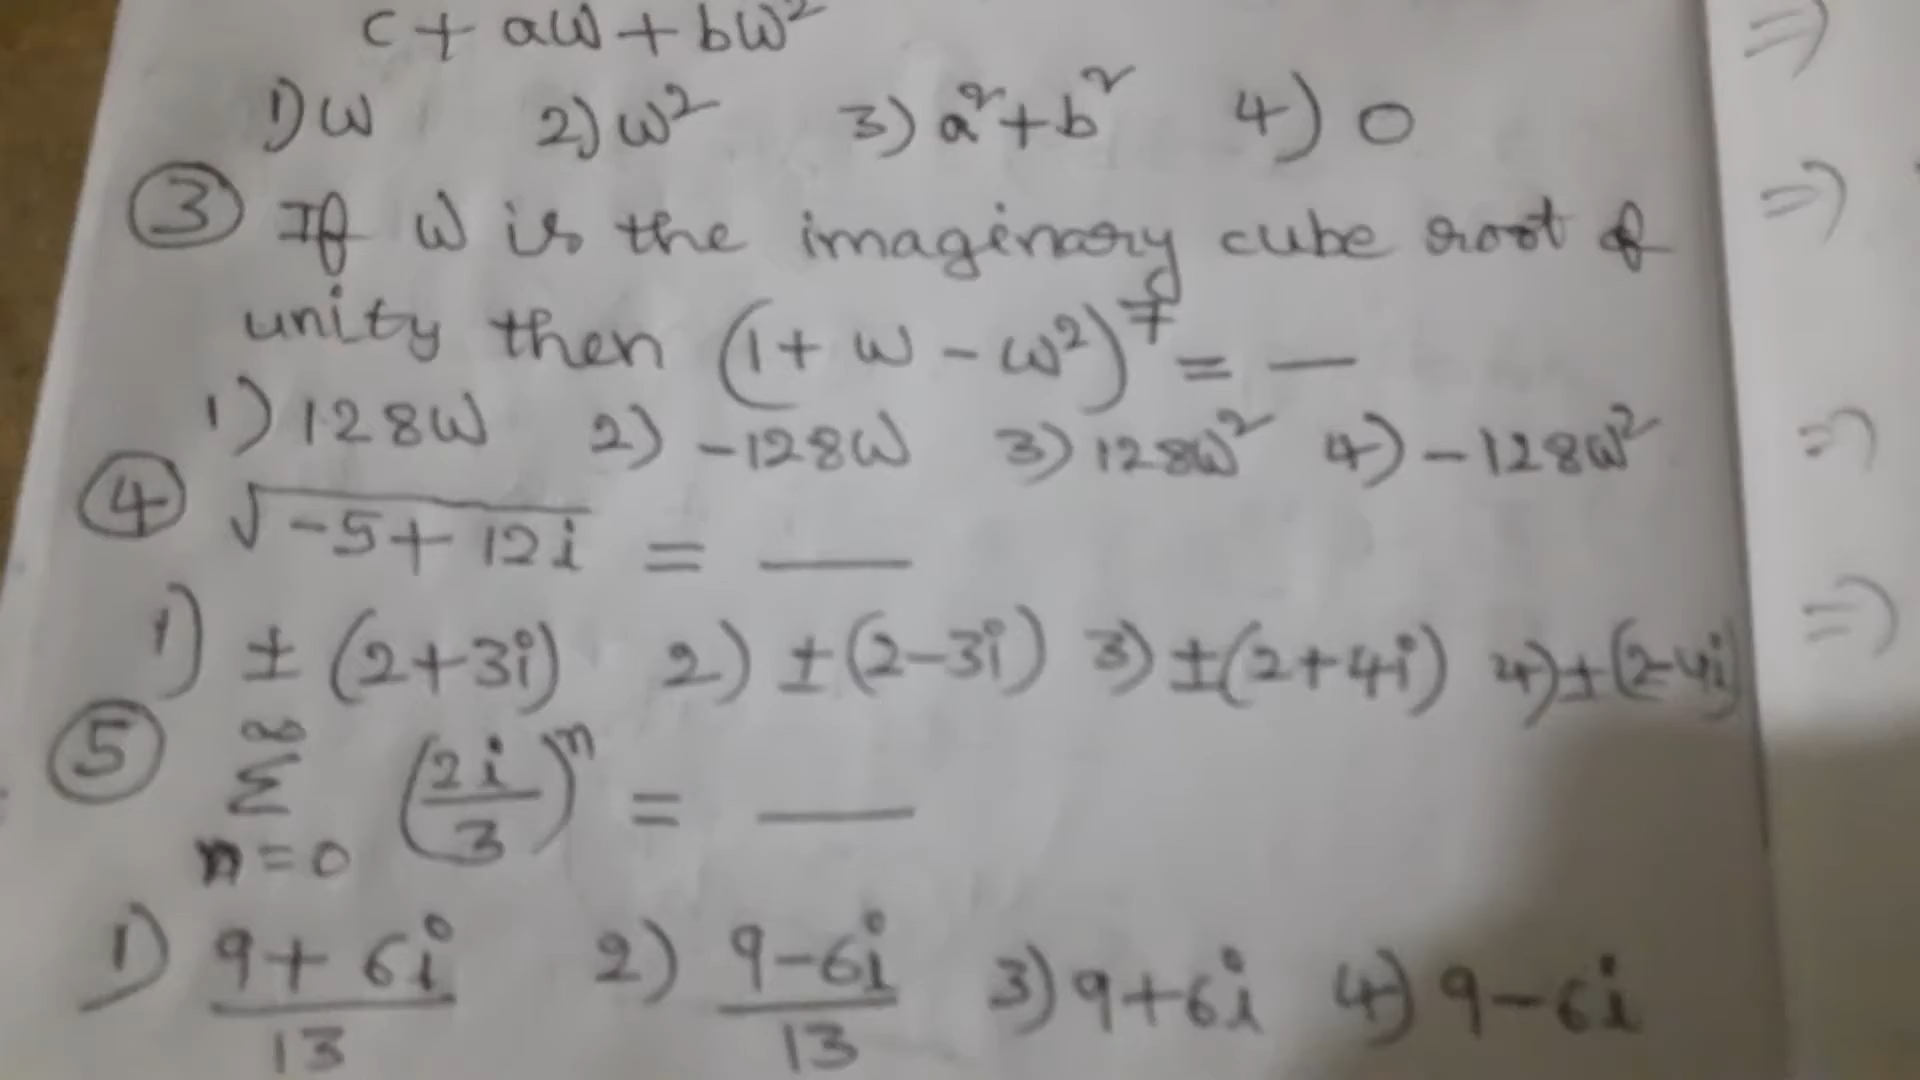 c + aω + bω²
1) ω 2) ω² 3) a² + b² 4) 0
③ If ω is the imaginary cube root of
unity then (1 + ω - ω²)⁷ = —
1) 128ω 2) -128ω 3) 128ω² 4) -128ω²
④ √-5+12i = ___
1) ± (2+3i) 2) ±(2-3i) 3) ±(2+4i) 4) ±(2-4i)
⑤ ∞ Σ n=0 (2i/3)ⁿ = ___
1) 9+6i/13 2) 9-6i/13 3) 9+6i 4) 9-6i
⇒
⇒
⇒
⇒